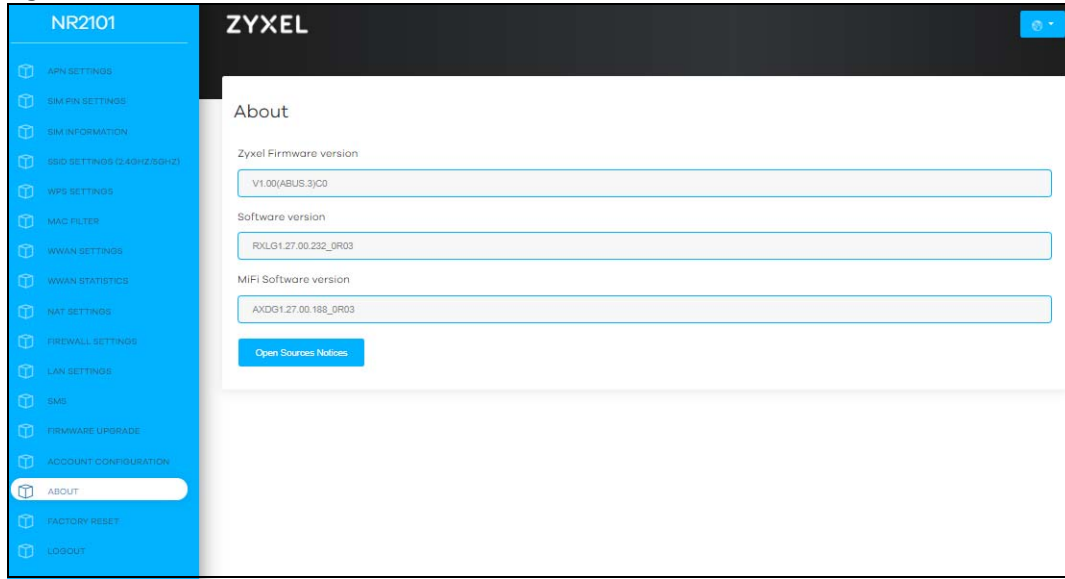 NR2101
ZYXEL
APN SETTINGS
SIM PIN SETTINGS
SIM INFORMATION
SSID SETTINGS (2.4GHZ/5GHZ)
WPS SETTINGS
MAC FILTER
WWAN SETTINGS
WWAN STATISTICS
NAT SETTINGS
FIREWALL SETTINGS
LAN SETTINGS
SMS
FIRMWARE UPGRADE
ACCOUNT CONFIGURATION
ABOUT
FACTORY RESET
LOGOUT
About
Zyxel Firmware version
V1.00(ABUS.3)C0
Software version
RXLG1.27.00.232_0R03
MiFi Software version
AXDG1.27.00.188_0R03
Open Sources Notices